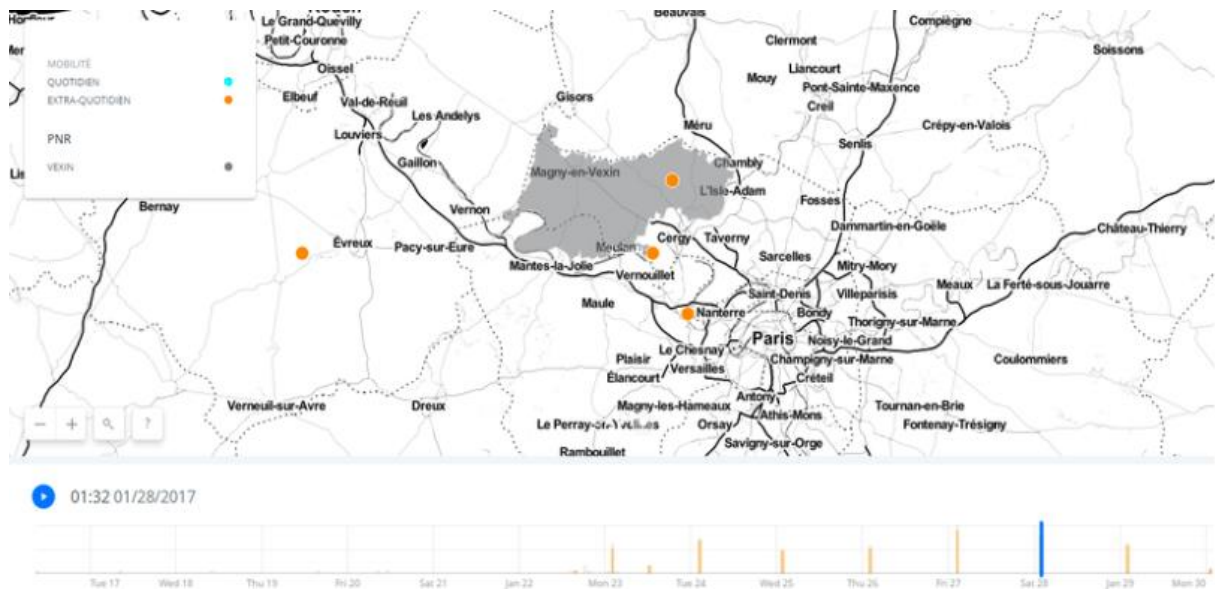 Le Grand-Quevilly
Beauvais
Compiègne
Petit-Couronne
Clermont
Soissons
MOBILITÉ
Oissel
Liancourt
QUOTIDIEN
Mouy
Pont-Sainte-Maxence
EXTRA-QUOTIDIEN
Elbeuf
Val-de-Reuil
Gisors
Creil
Les Andelys
Méru
Crépy-en-Valois
PNR
Louviers
Senlis
VEXIN
Gaillon
Magny-en-Vexin
Chambly
L'Isle-Adam
Bernay
Vernon
Fosses
Dammartin-en-Goële
Château-Thierry
Évreux
Pacy-sur-Eure
Meulan
Cergy
Taverny
Sarcelles
Mantes-la-Jolie
Vernouillet
Mitry-Mory
Meaux
La Ferté-sous-Jouarre
Maule
Saint-Denis
Villeparisis
Nanterre
Bondy
Thorigny-sur-Marne
Paris
Noisy-le-Grand
Plaisir
Le Chesnay
Champigny-sur-Marne
Coulommiers
Élancourt
Versailles
Créteil
Verneuil-sur-Avre
Dreux
Magny-les-Hameaux
Antony
Athis-Mons
Tournan-en-Brie
Orsay
Fontenay-Trésigny
Savigny-sur-Orge
Rambouillet
− + ?
01:32 01/28/2017
Tue 17 Wed 18 Thu 19 Fri 20 Sat 21 Jan 22 Mon 23 Tue 24 Wed 25 Thu 26 Fri 27 Sat 28 Jan 29 Mon 30